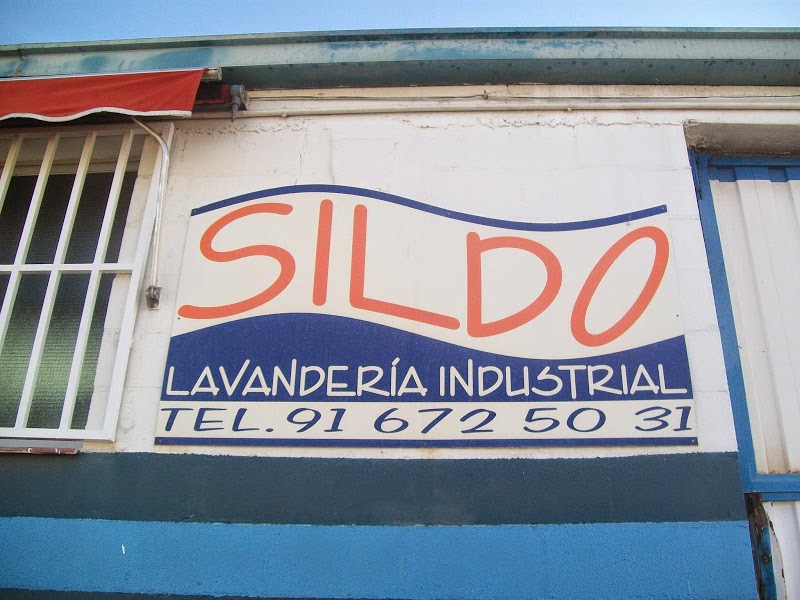 SILDO
LAVANDERÍA INDUSTRIAL
TEL. 91 672 50 31